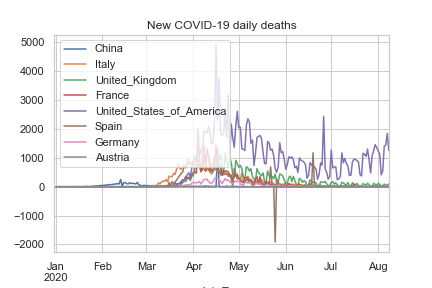 New COVID-19 daily deaths
5000
4000
3000
2000
1000
0
−1000
−2000
China
Italy
United_Kingdom
France
United_States_of_America
Spain
Germany
Austria
Jan
2020
Feb
Mar
Apr
May
Jun
Jul
Aug